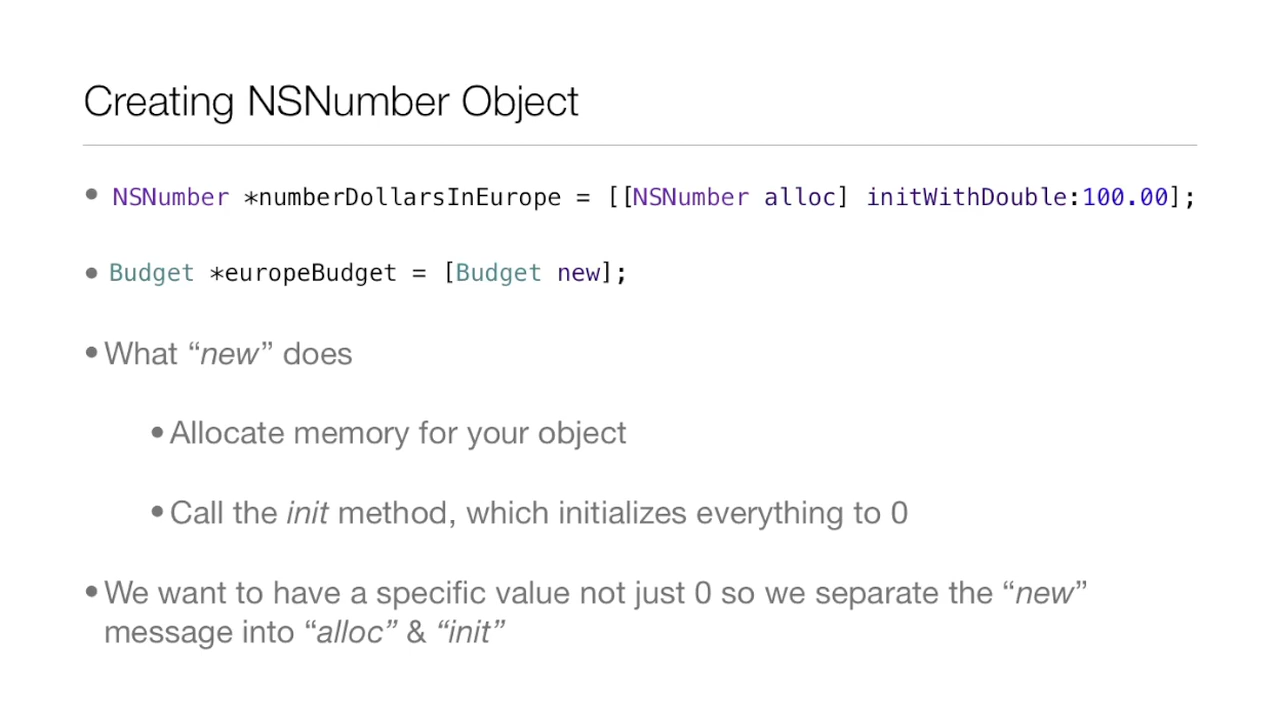 Creating NSNumber Object
• NSNumber *numberDollarsInEurope = [[NSNumber alloc] initWithDouble:100.00];
• Budget *europeBudget = [Budget new];
• What “new” does
• Allocate memory for your object
• Call the init method, which initializes everything to 0
• We want to have a specific value not just 0 so we separate the “new”
message into “alloc” & “init”